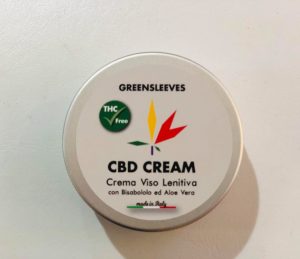 GREENSLEEVES
THC
Free
CBD CREAM
Crema Viso Lenitiva
con Bisabololo ed Aloe Vera
made in Italy